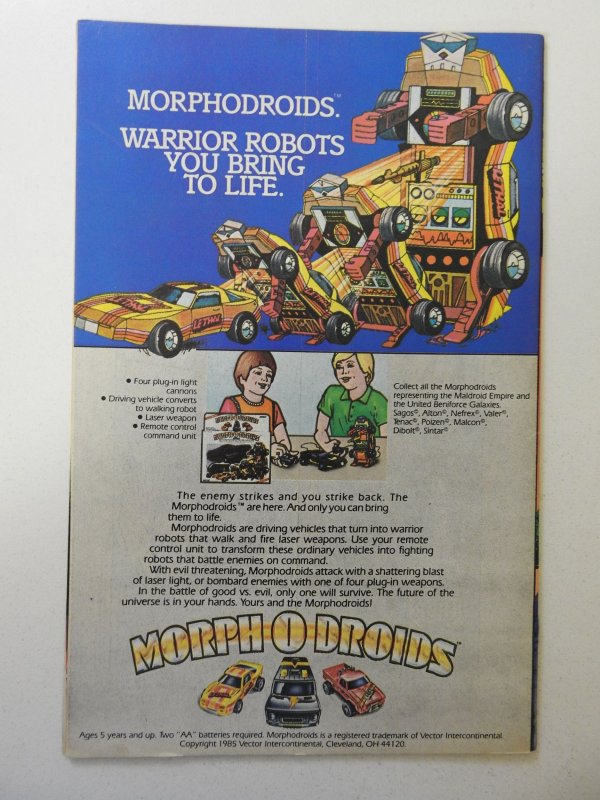 MORPHODROIDS.™
WARRIOR ROBOTS
YOU BRING
TO LIFE.
LETHAL
LETHAL
• Four plug-in light
cannons
• Driving vehicle converts
to walking robot
• Laser weapon
• Remote control
command unit
Collect all the Morphodroids
representing the Maldroid Empire and
the United Beniforce Galaxies.
Sagos©, Alton©, Nefrex©, Valer©,
Tenac©, Poizen©, Malcon©,
Dibolt©, Sintar©
The enemy strikes and you strike back. The
Morphodroids™ are here. And only you can bring
them to life.
Morphodroids are driving vehicles that turn into warrior
robots that walk and fire laser weapons. Use your remote
control unit to transform these ordinary vehicles into fighting
robots that battle enemies on command.
With evil threatening, Morphodroids attack with a shattering blast
of laser light, or bombard enemies with one of four plug-in weapons.
In the battle of good vs. evil, only one will survive. The future of the
universe is in your hands. Yours and the Morphodroids!
MORPH-O-DROIDS™
Ages 5 years and up. Two "AA" batteries required. Morphodroids is a registered trademark of Vector Intercontinental.
Copyright 1985 Vector Intercontinental, Cleveland, OH 44120.